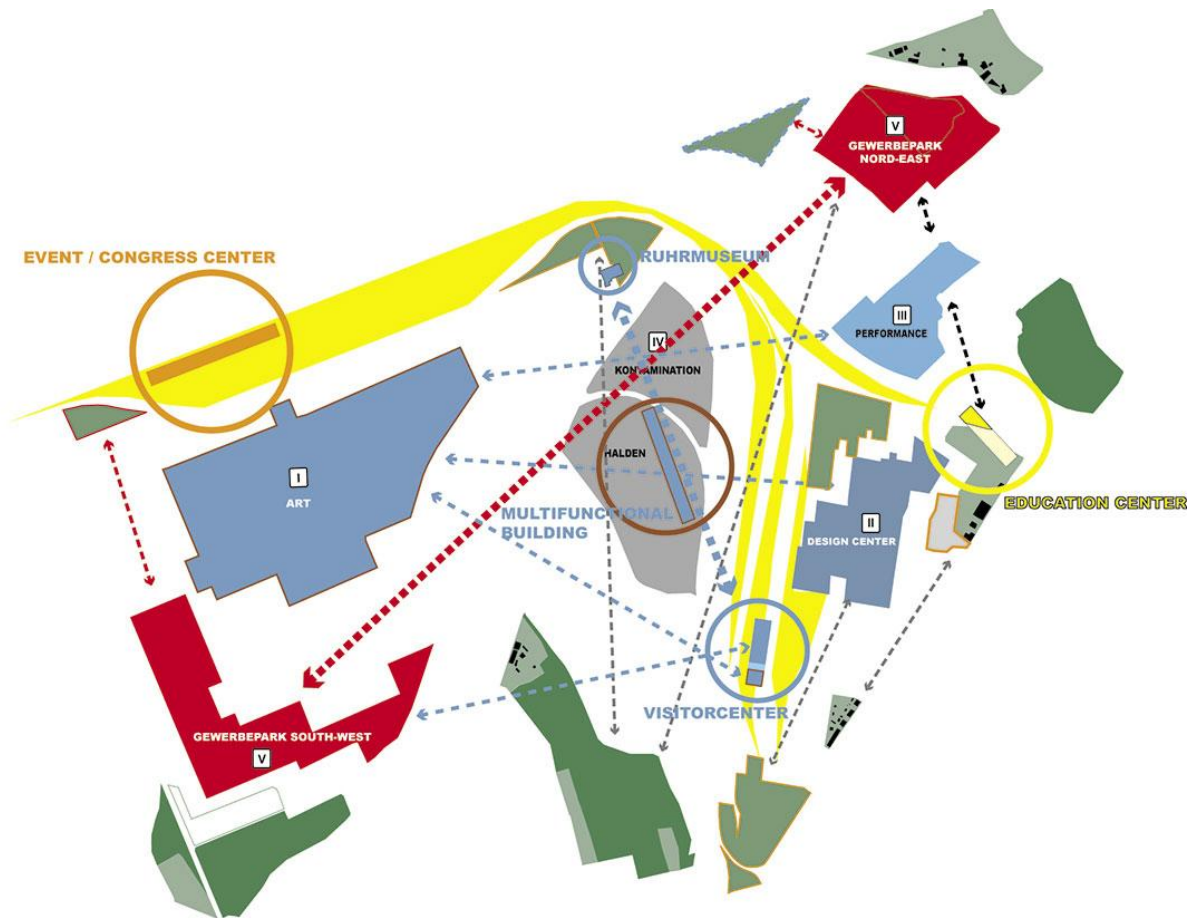 V
GEWERBEPARK
NORD-EAST
EVENT / CONGRESS CENTER
RUHRMUSEUM
III
PERFORMANCE
IV
KONTAMINATION
HALDEN
I
ART
MULTIFUNCTIONAL
BUILDING
EDUCATION CENTER
II
DESIGN CENTER
VISITORCENTER
GEWERBEPARK SOUTH-WEST
V